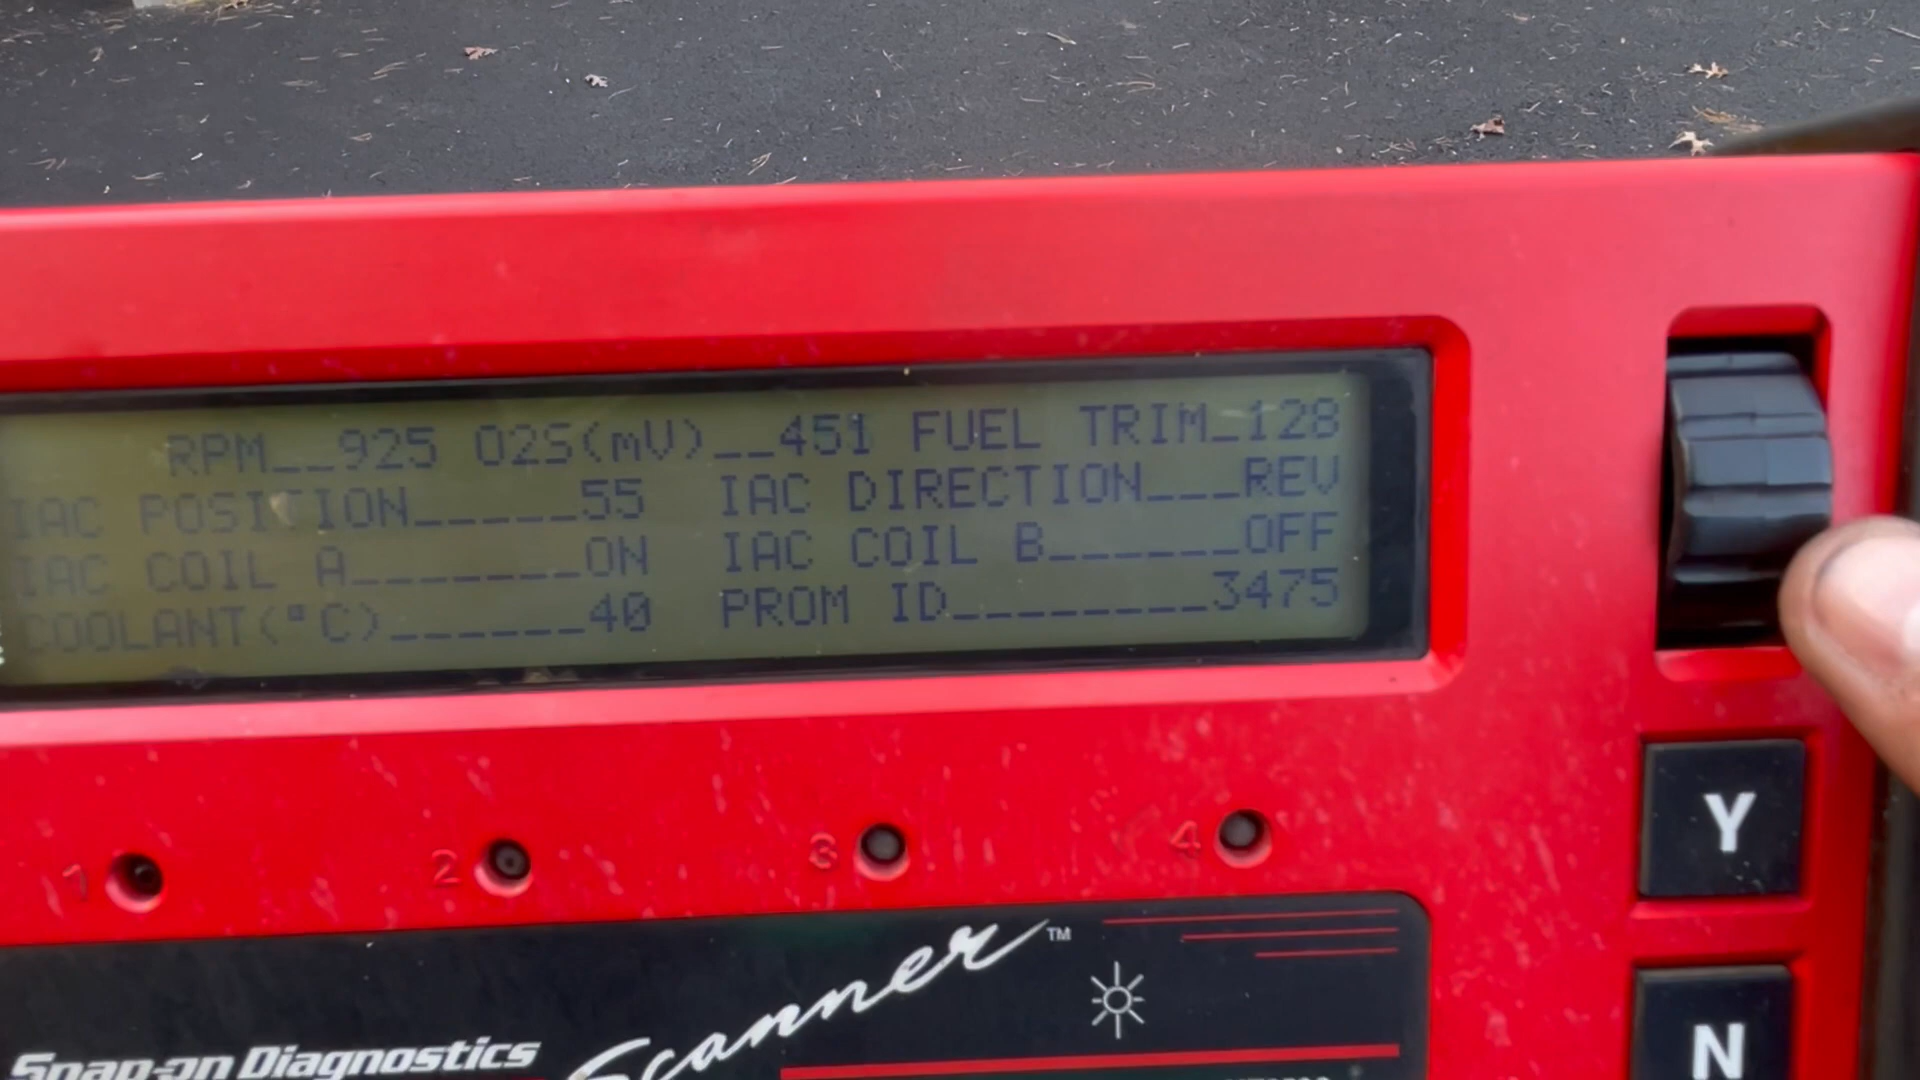 RPM__925 O2S(mV)__451 FUEL TRIM_128
IAC POSITION_____55 IAC DIRECTION___REV
IAC COIL A_______ON IAC COIL B______OFF
COOLANT(°C)______40 PROM ID________3475
1 2 3 4
Y
N
Scanner™
Snap-on Diagnostics